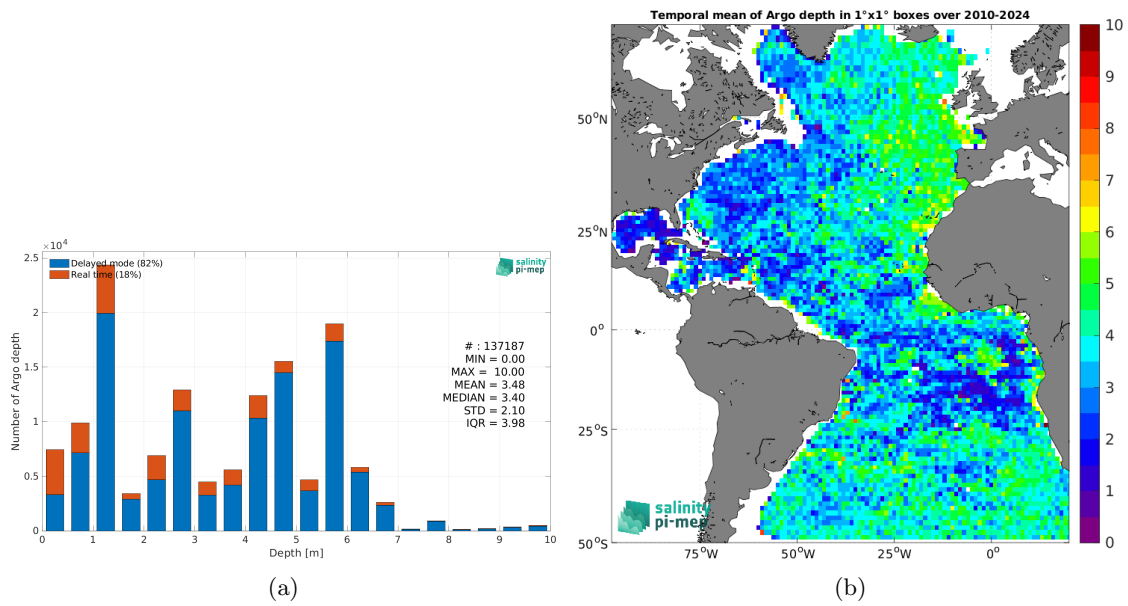 ×10⁴
2.5
2
1.5
1
0.5
0
Number of Argo depth
Delayed mode (82%)
Real time (18%)
salinity
pi-mep
# : 137187
MIN = 0.00
MAX = 10.00
MEAN = 3.48
MEDIAN = 3.40
STD = 2.10
IQR = 3.98
0 1 2 3 4 5 6 7 8 9 10
Depth [m]
(a)
Temporal mean of Argo depth in 1°x1° boxes over 2010-2024
50°N
25°N
0°
25°S
50°S
75°W 50°W 25°W 0°
salinity
pi-mep
10
9
8
7
6
5
4
3
2
1
0
(b)